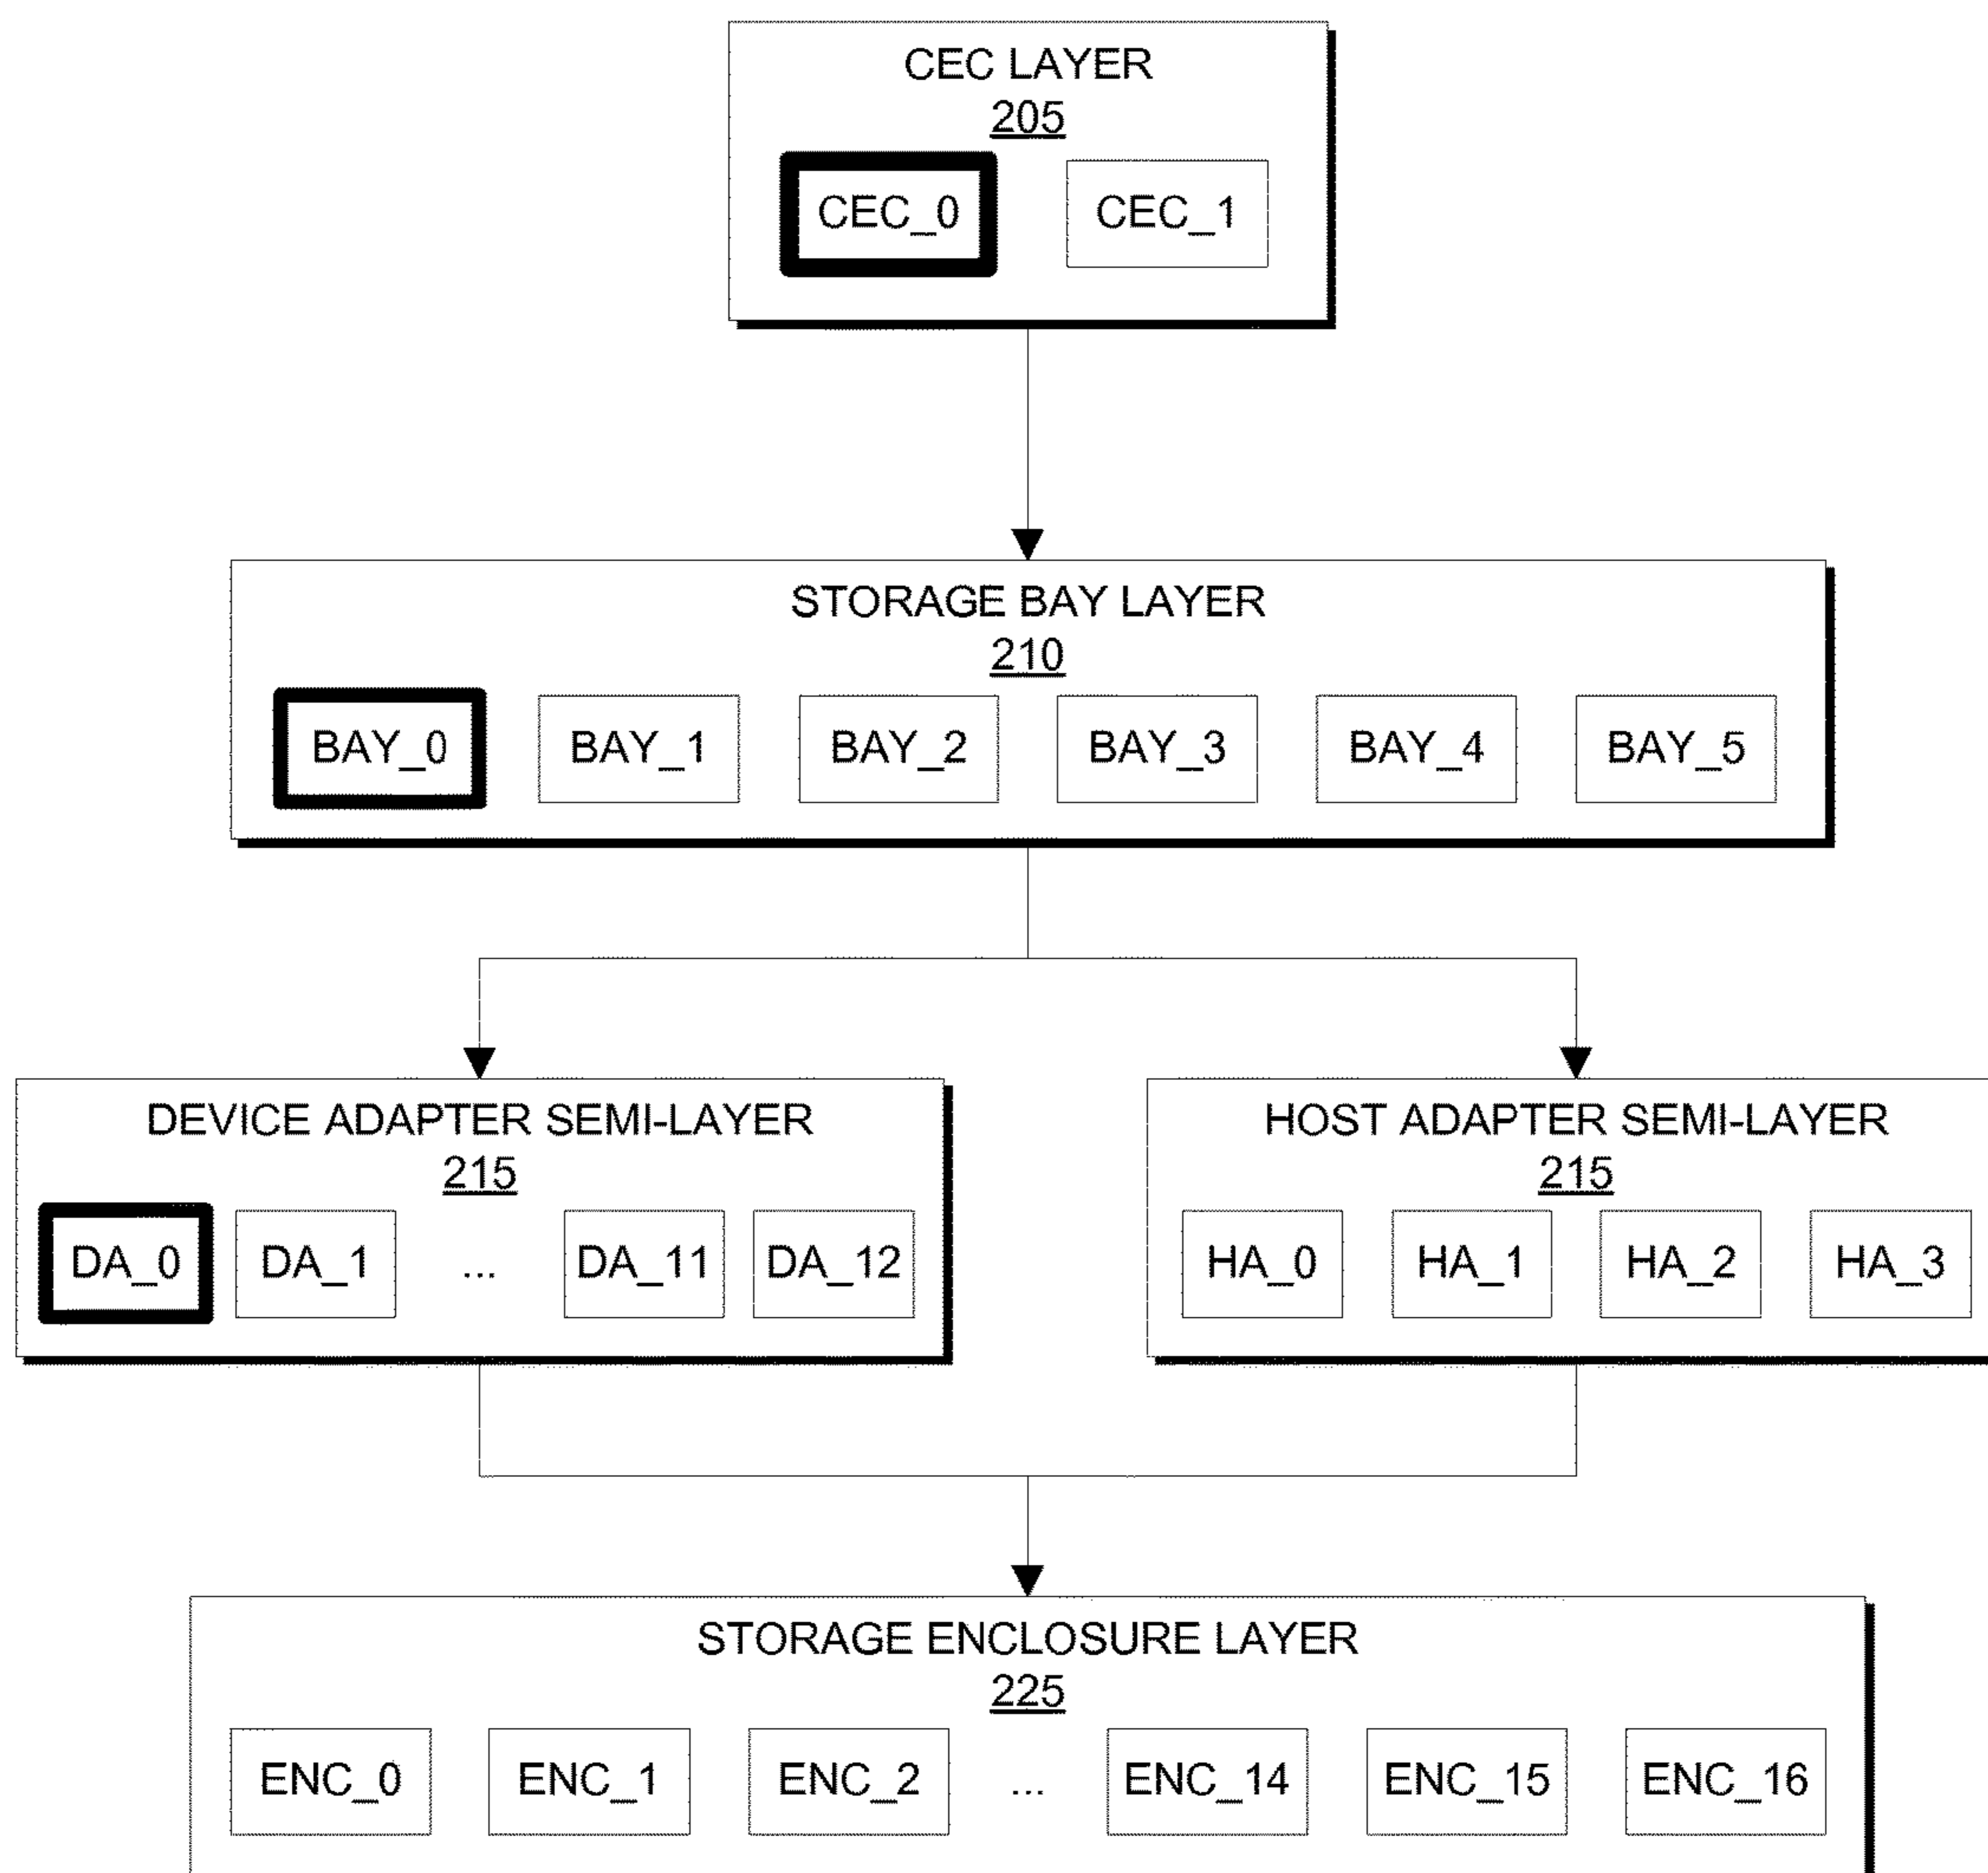 CEC LAYER
205
CEC_0 CEC_1
STORAGE BAY LAYER
210
BAY_0 BAY_1 BAY_2 BAY_3 BAY_4 BAY_5
DEVICE ADAPTER SEMI-LAYER
215
DA_0 DA_1 ... DA_11 DA_12
HOST ADAPTER SEMI-LAYER
215
HA_0 HA_1 HA_2 HA_3
STORAGE ENCLOSURE LAYER
225
ENC_0 ENC_1 ENC_2 ... ENC_14 ENC_15 ENC_16